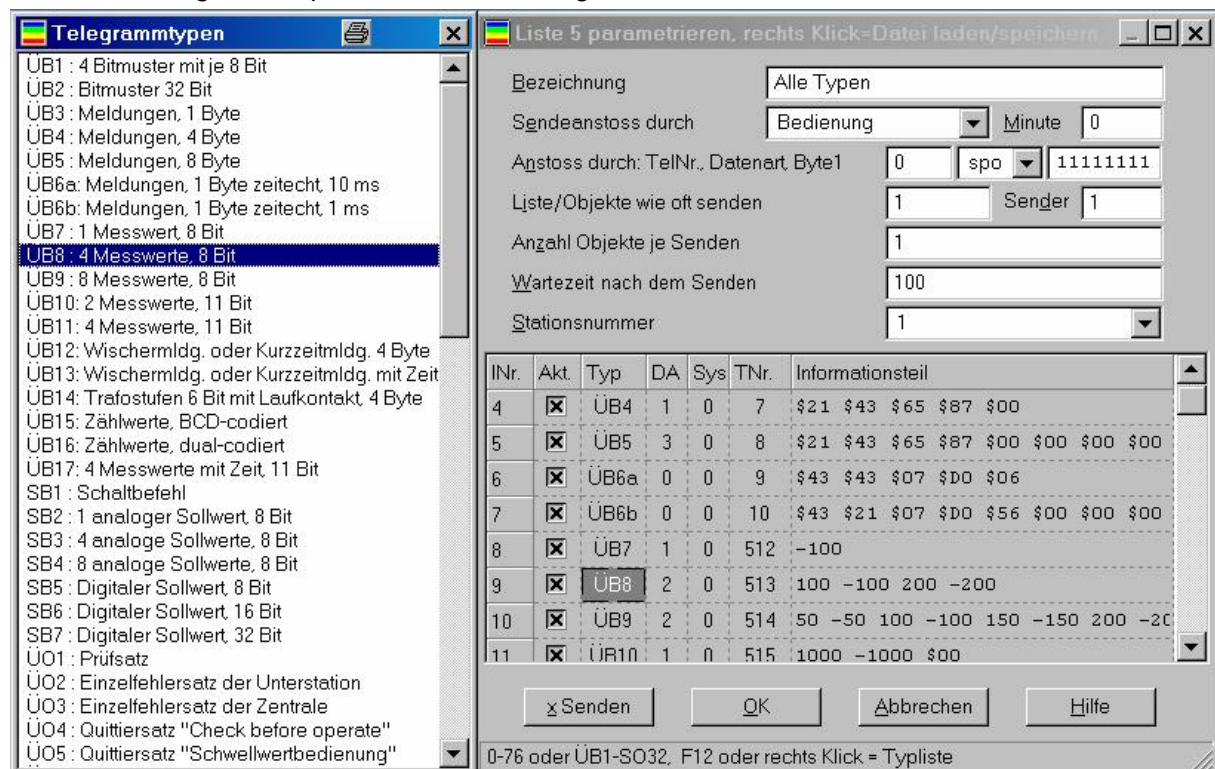 Telegrammtypen
ÜB1 : 4 Bitmuster mit je 8 Bit
ÜB2 : Bitmuster 32 Bit
ÜB3 : Meldungen, 1 Byte
ÜB4 : Meldungen, 4 Byte
ÜB5 : Meldungen, 8 Byte
ÜB6a: Meldungen, 1 Byte zeitecht, 10 ms
ÜB6b: Meldungen, 1 Byte zeitecht, 1 ms
ÜB7 : 1 Messwert, 8 Bit
ÜB8 : 4 Messwerte, 8 Bit
ÜB9 : 8 Messwerte, 8 Bit
ÜB10: 2 Messwerte, 11 Bit
ÜB11: 4 Messwerte, 11 Bit
ÜB12: Wischermldg. oder Kurzzeitmldg. 4 Byte
ÜB13: Wischermldg. oder Kurzzeitmldg. mit Zeit
ÜB14: Trafostufen 6 Bit mit Laufkontakt, 4 Byte
ÜB15: Zählwerte, BCD-codiert
ÜB16: Zählwerte, dual-codiert
ÜB17: 4 Messwerte mit Zeit, 11 Bit
SB1 : Schaltbefehl
SB2 : 1 analoger Sollwert, 8 Bit
SB3 : 4 analoge Sollwerte, 8 Bit
SB4 : 8 analoge Sollwerte, 8 Bit
SB5 : Digitaler Sollwert, 8 Bit
SB6 : Digitaler Sollwert, 16 Bit
SB7 : Digitaler Sollwert, 32 Bit
ÜO1 : Prüfsatz
ÜO2 : Einzelfehlersatz der Unterstation
ÜO3 : Einzelfehlersatz der Zentrale
ÜO4 : Quittiersatz "Check before operate"
ÜO5 : Quittiersatz "Schwellwertbedienung"
Liste 5 parametrieren, rechts Klick=Datei laden/speichern
Bezeichnung Alle Typen
Sendeanstoss durch Bedienung Minute 0
Anstoss durch: TelNr., Datenart, Byte1 0 spo 11111111
Liste/Objekte wie oft senden 1 Sender 1
Anzahl Objekte je Senden 1
Wartezeit nach dem Senden 100
Stationsnummer 1
INr. Akt. Typ DA Sys TNr. Informationsteil
4 ÜB4 1 0 7 $21 $43 $65 $87 $00
5 ÜB5 3 0 8 $21 $43 $65 $87 $00 $00 $00 $00
6 ÜB6a 0 0 9 $43 $43 $07 $D0 $06
7 ÜB6b 0 0 10 $43 $21 $07 $D0 $56 $00 $00 $00
8 ÜB7 1 0 512 -100
9 ÜB8 2 0 513 100 -100 200 -200
10 ÜB9 2 0 514 50 -50 100 -100 150 -150 200 -20
11 ÜB10 1 0 515 1000 -1000 $00
x Senden OK Abbrechen Hilfe
0-76 oder ÜB1-SO32, F12 oder rechts Klick = Typliste